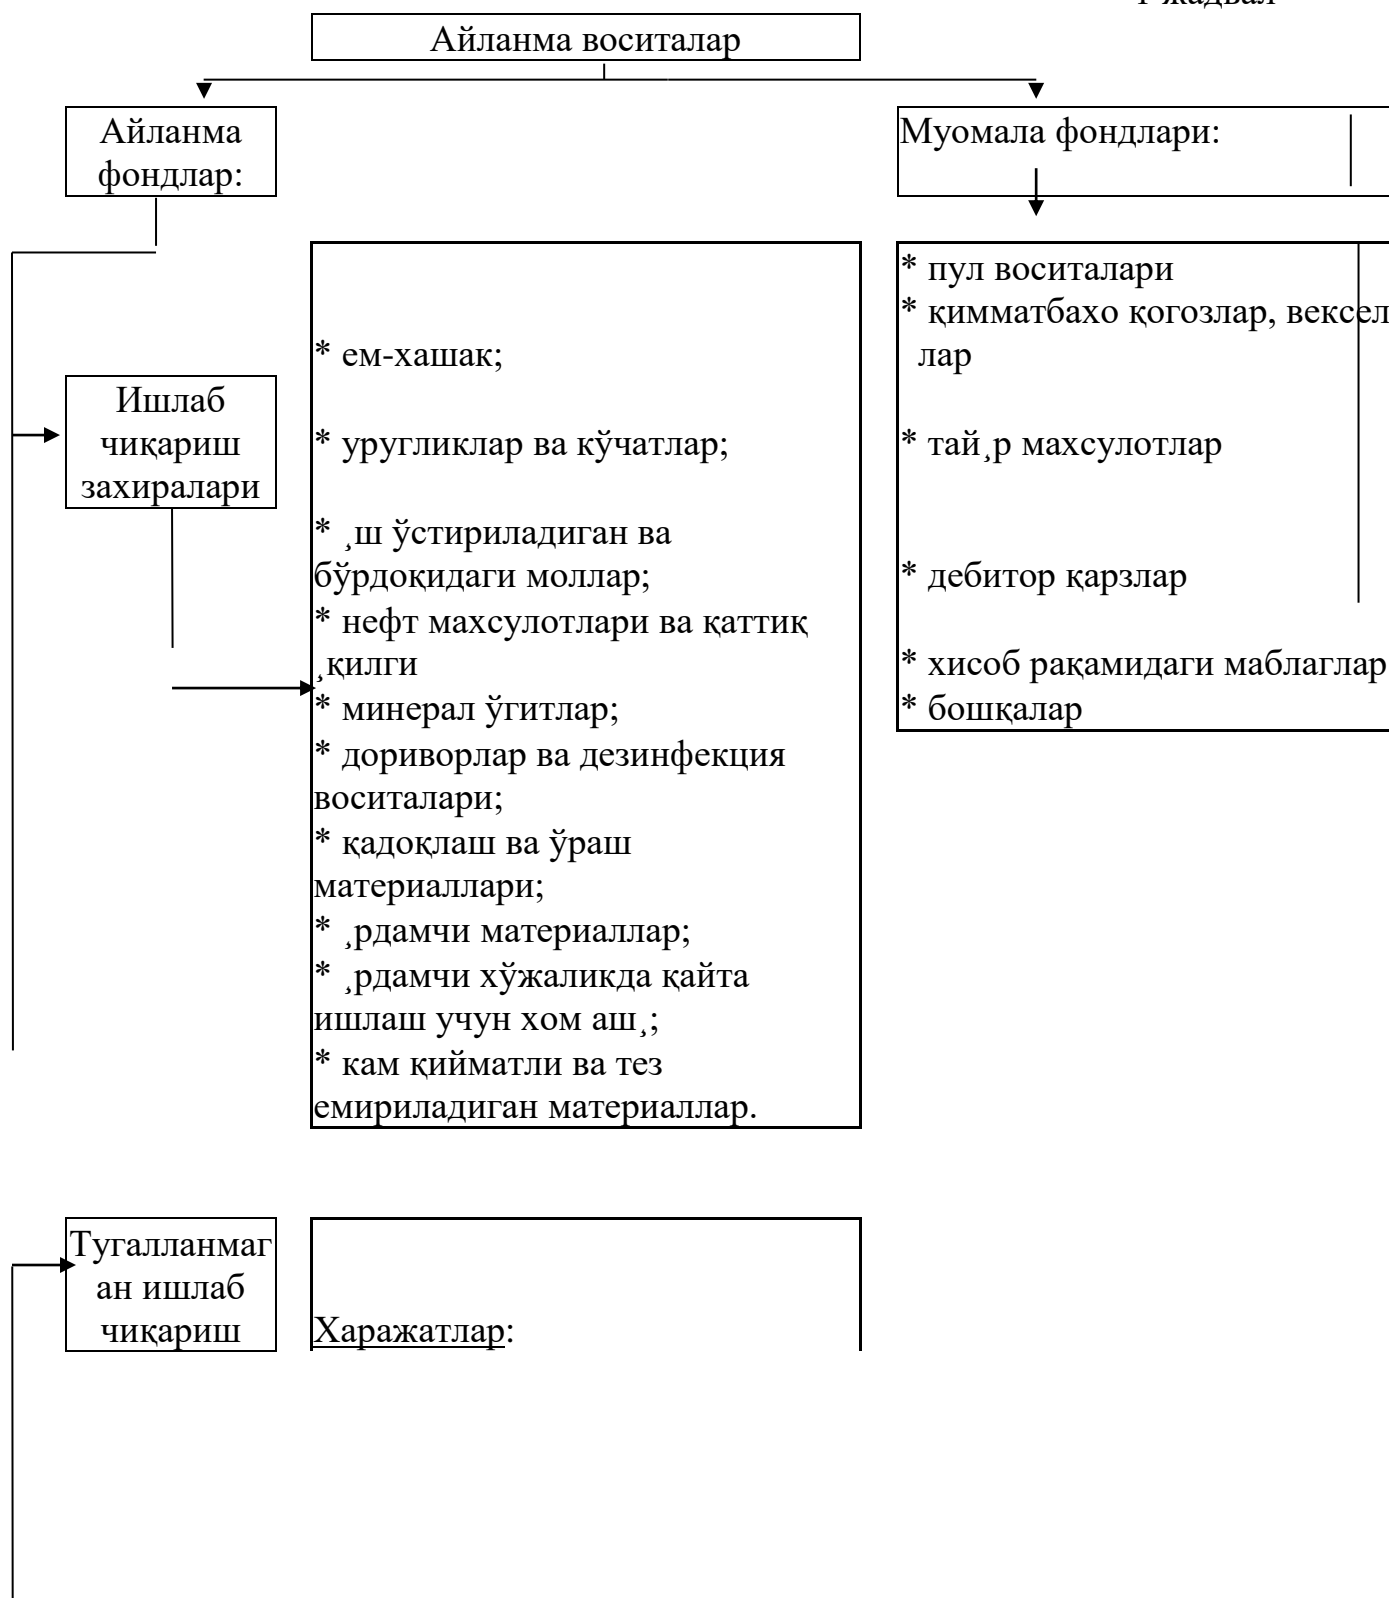 жадвал
Айланма воситалар
Айланма
фондлар:
Муомала фондлари:
Ишлаб
чиқариш
захиралари
* ем-хашак;
* уругликлар ва кўчатлар;
* ¸ш ўстириладиган ва
бўрдоқидаги моллар;
* нефт махсулотлари ва қаттиқ
¸қилги
* минерал ўгитлар;
* дориворлар ва дезинфекция
воситалари;
* қадоқлаш ва ўраш
материаллари;
* ¸рдамчи материаллар;
* ¸рдамчи хўжаликда қайта
ишлаш учун хом аш¸;
* кам қийматли ва тез
емириладиган материаллар.
* пул воситалари
* қимматбахо қогозлар, вексел
лар
* тай¸р махсулотлар
* дебитор қарзлар
* хисоб рақамидаги маблаглар
* бошқалар
Тугалланмаг
ан ишлаб
чиқариш
Харажатлар: